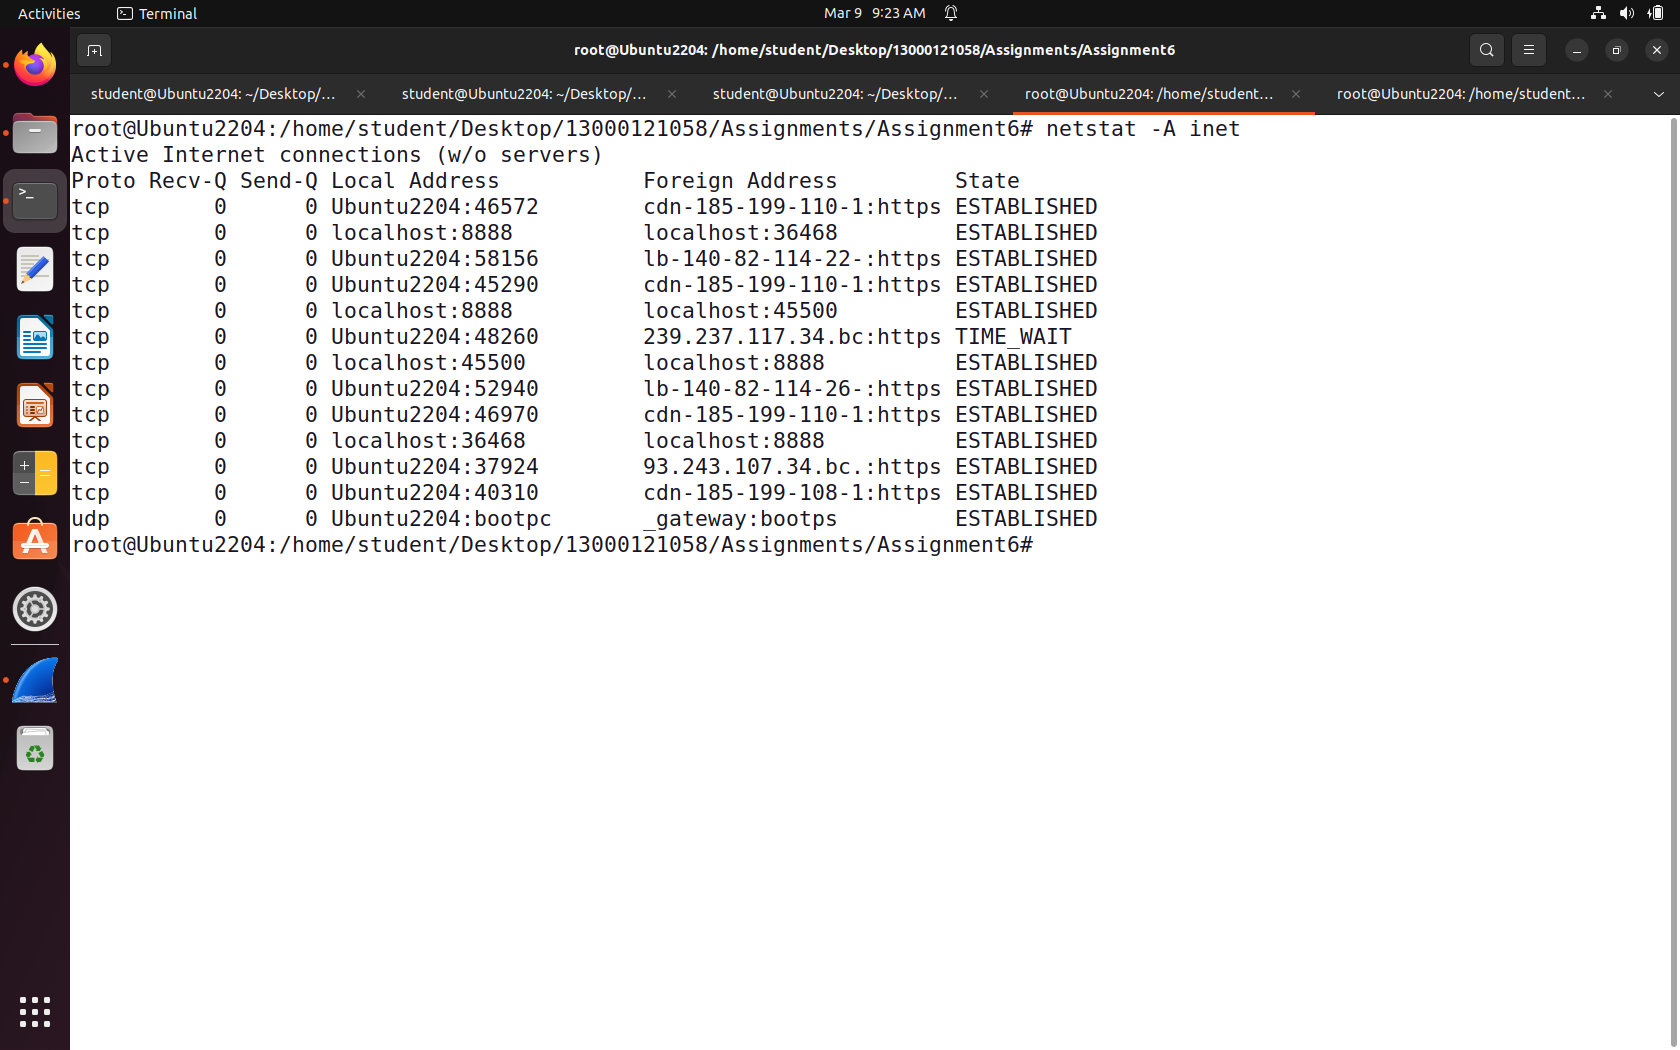 Activities Terminal Mar 9 9:23 AM
root@Ubuntu2204: /home/student/Desktop/13000121058/Assignments/Assignment6
student@Ubuntu2204: ~/Desktop/... student@Ubuntu2204: ~/Desktop/... student@Ubuntu2204: ~/Desktop/... root@Ubuntu2204: /home/student... root@Ubuntu2204: /home/student...
root@Ubuntu2204:/home/student/Desktop/13000121058/Assignments/Assignment6# netstat -A inet
Active Internet connections (w/o servers)
Proto Recv-Q Send-Q Local Address Foreign Address State
tcp 0 0 Ubuntu2204:46572 cdn-185-199-110-1:https ESTABLISHED
tcp 0 0 localhost:8888 localhost:36468 ESTABLISHED
tcp 0 0 Ubuntu2204:58156 lb-140-82-114-22-:https ESTABLISHED
tcp 0 0 Ubuntu2204:45290 cdn-185-199-110-1:https ESTABLISHED
tcp 0 0 localhost:8888 localhost:45500 ESTABLISHED
tcp 0 0 Ubuntu2204:48260 239.237.117.34.bc:https TIME_WAIT
tcp 0 0 localhost:45500 localhost:8888 ESTABLISHED
tcp 0 0 Ubuntu2204:52940 lb-140-82-114-26-:https ESTABLISHED
tcp 0 0 Ubuntu2204:46970 cdn-185-199-110-1:https ESTABLISHED
tcp 0 0 localhost:36468 localhost:8888 ESTABLISHED
tcp 0 0 Ubuntu2204:37924 93.243.107.34.bc.:https ESTABLISHED
tcp 0 0 Ubuntu2204:40310 cdn-185-199-108-1:https ESTABLISHED
udp 0 0 Ubuntu2204:bootpc _gateway:bootps ESTABLISHED
root@Ubuntu2204:/home/student/Desktop/13000121058/Assignments/Assignment6#